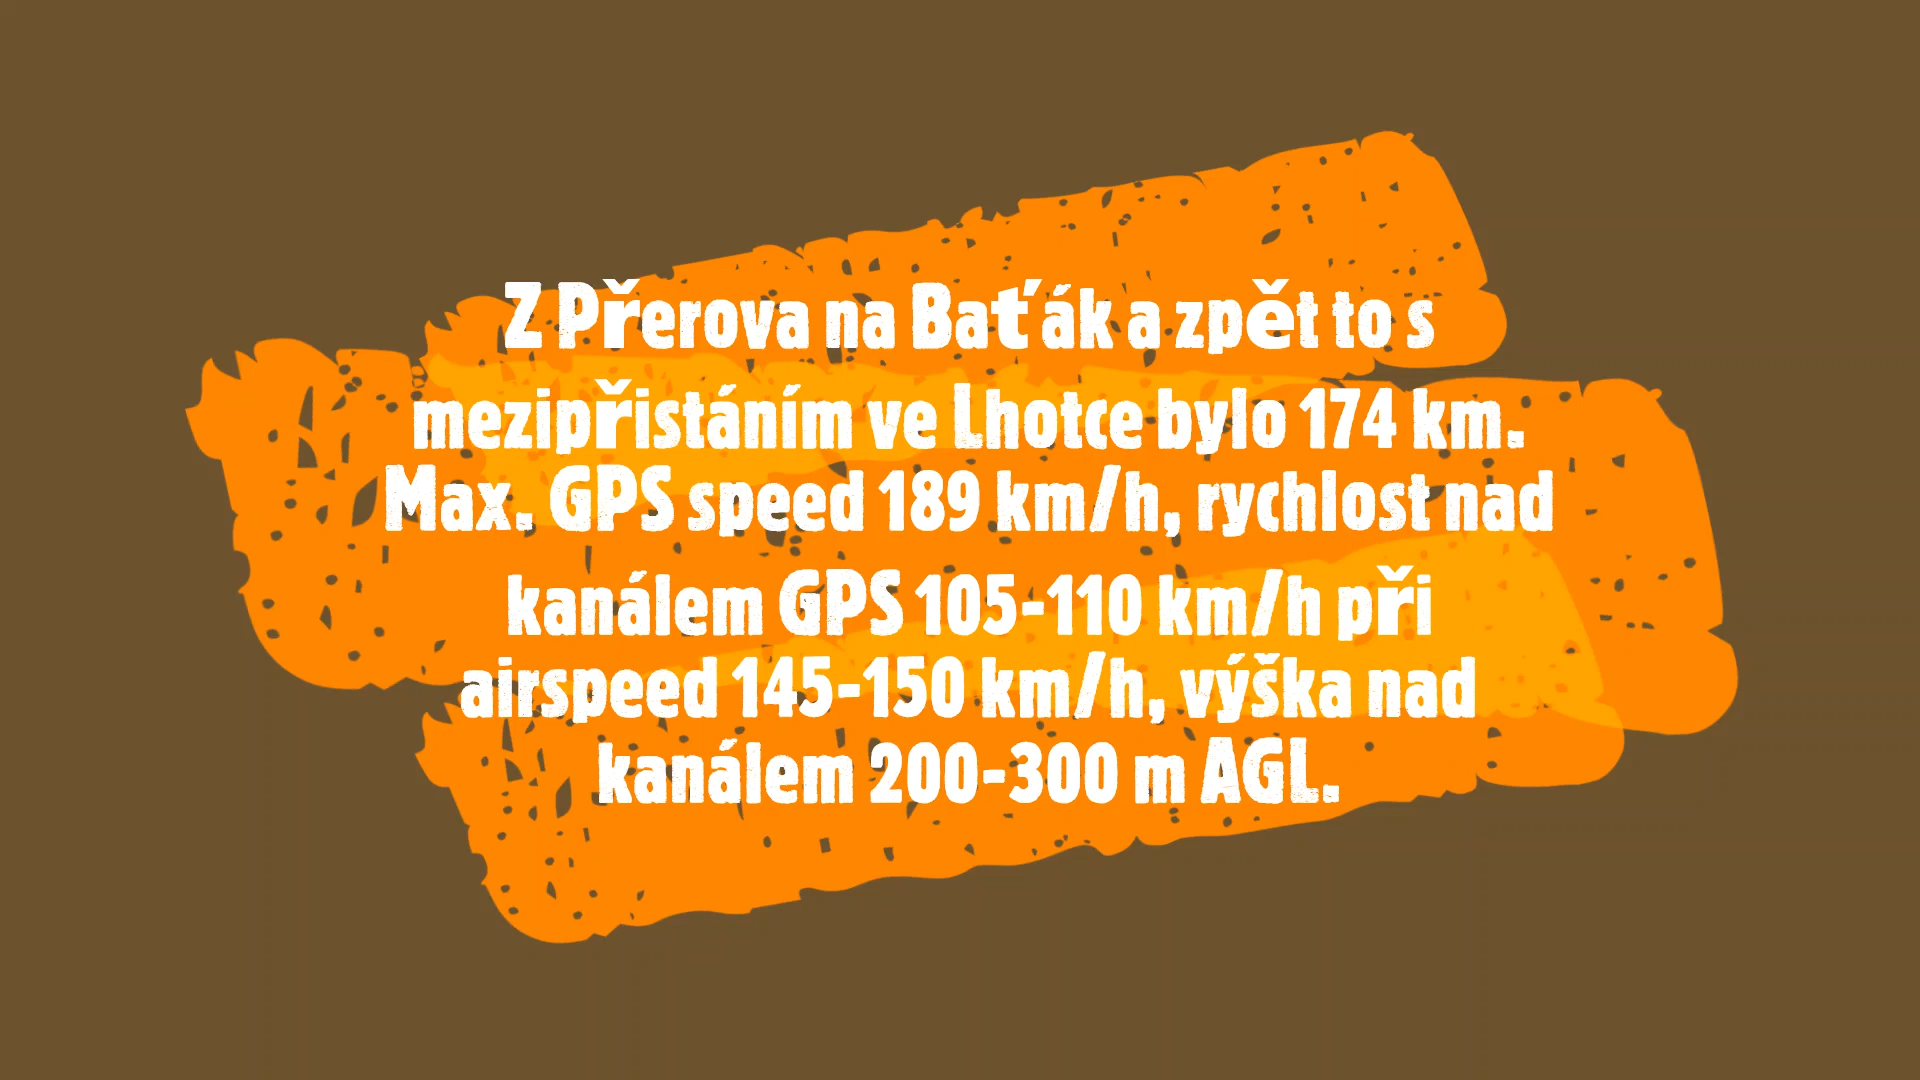 Z Přerova na Baťák a zpět to s
mezipřistáním ve Lhotce bylo 174 km.
Max. GPS speed 189 km/h, rychlost nad
kanálem GPS 105-110 km/h při
airspeed 145-150 km/h, výška nad
kanálem 200-300 m AGL.